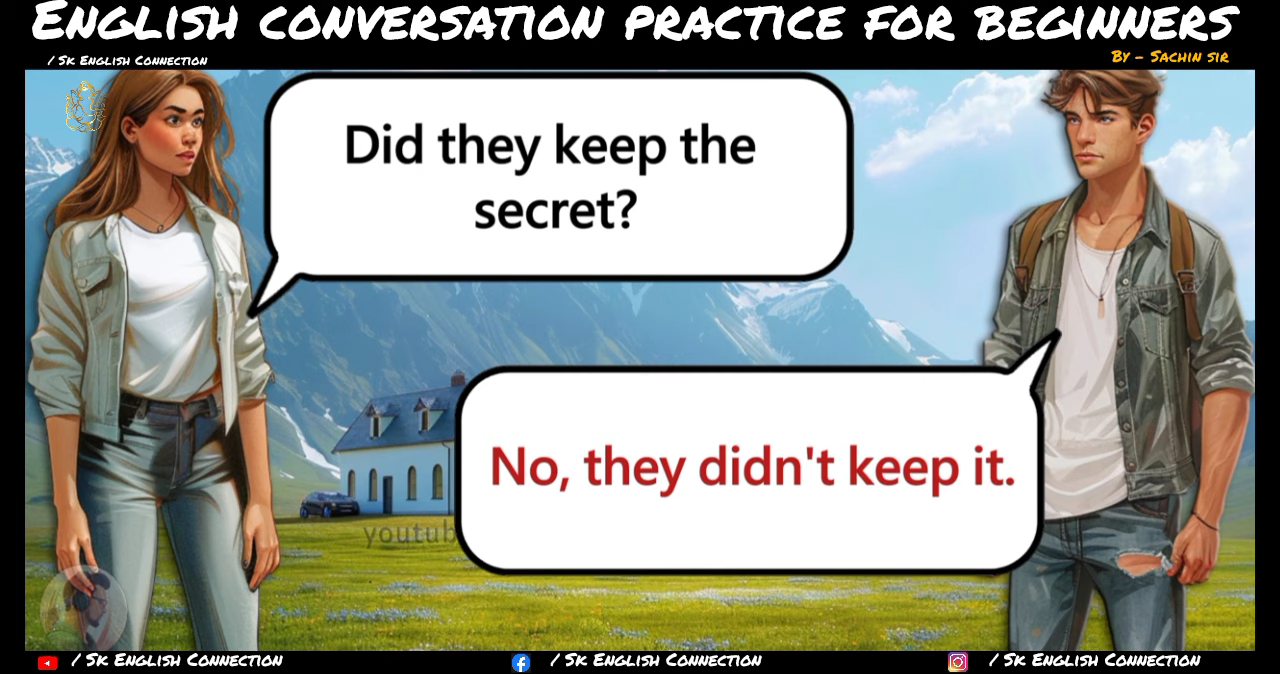 English conversation practice for beginners
/ Sk English Connection
By - Sachin sir
Did they keep the
secret?
No, they didn't keep it.
youtub
/ Sk English Connection
/ Sk English Connection
/ Sk English Connection